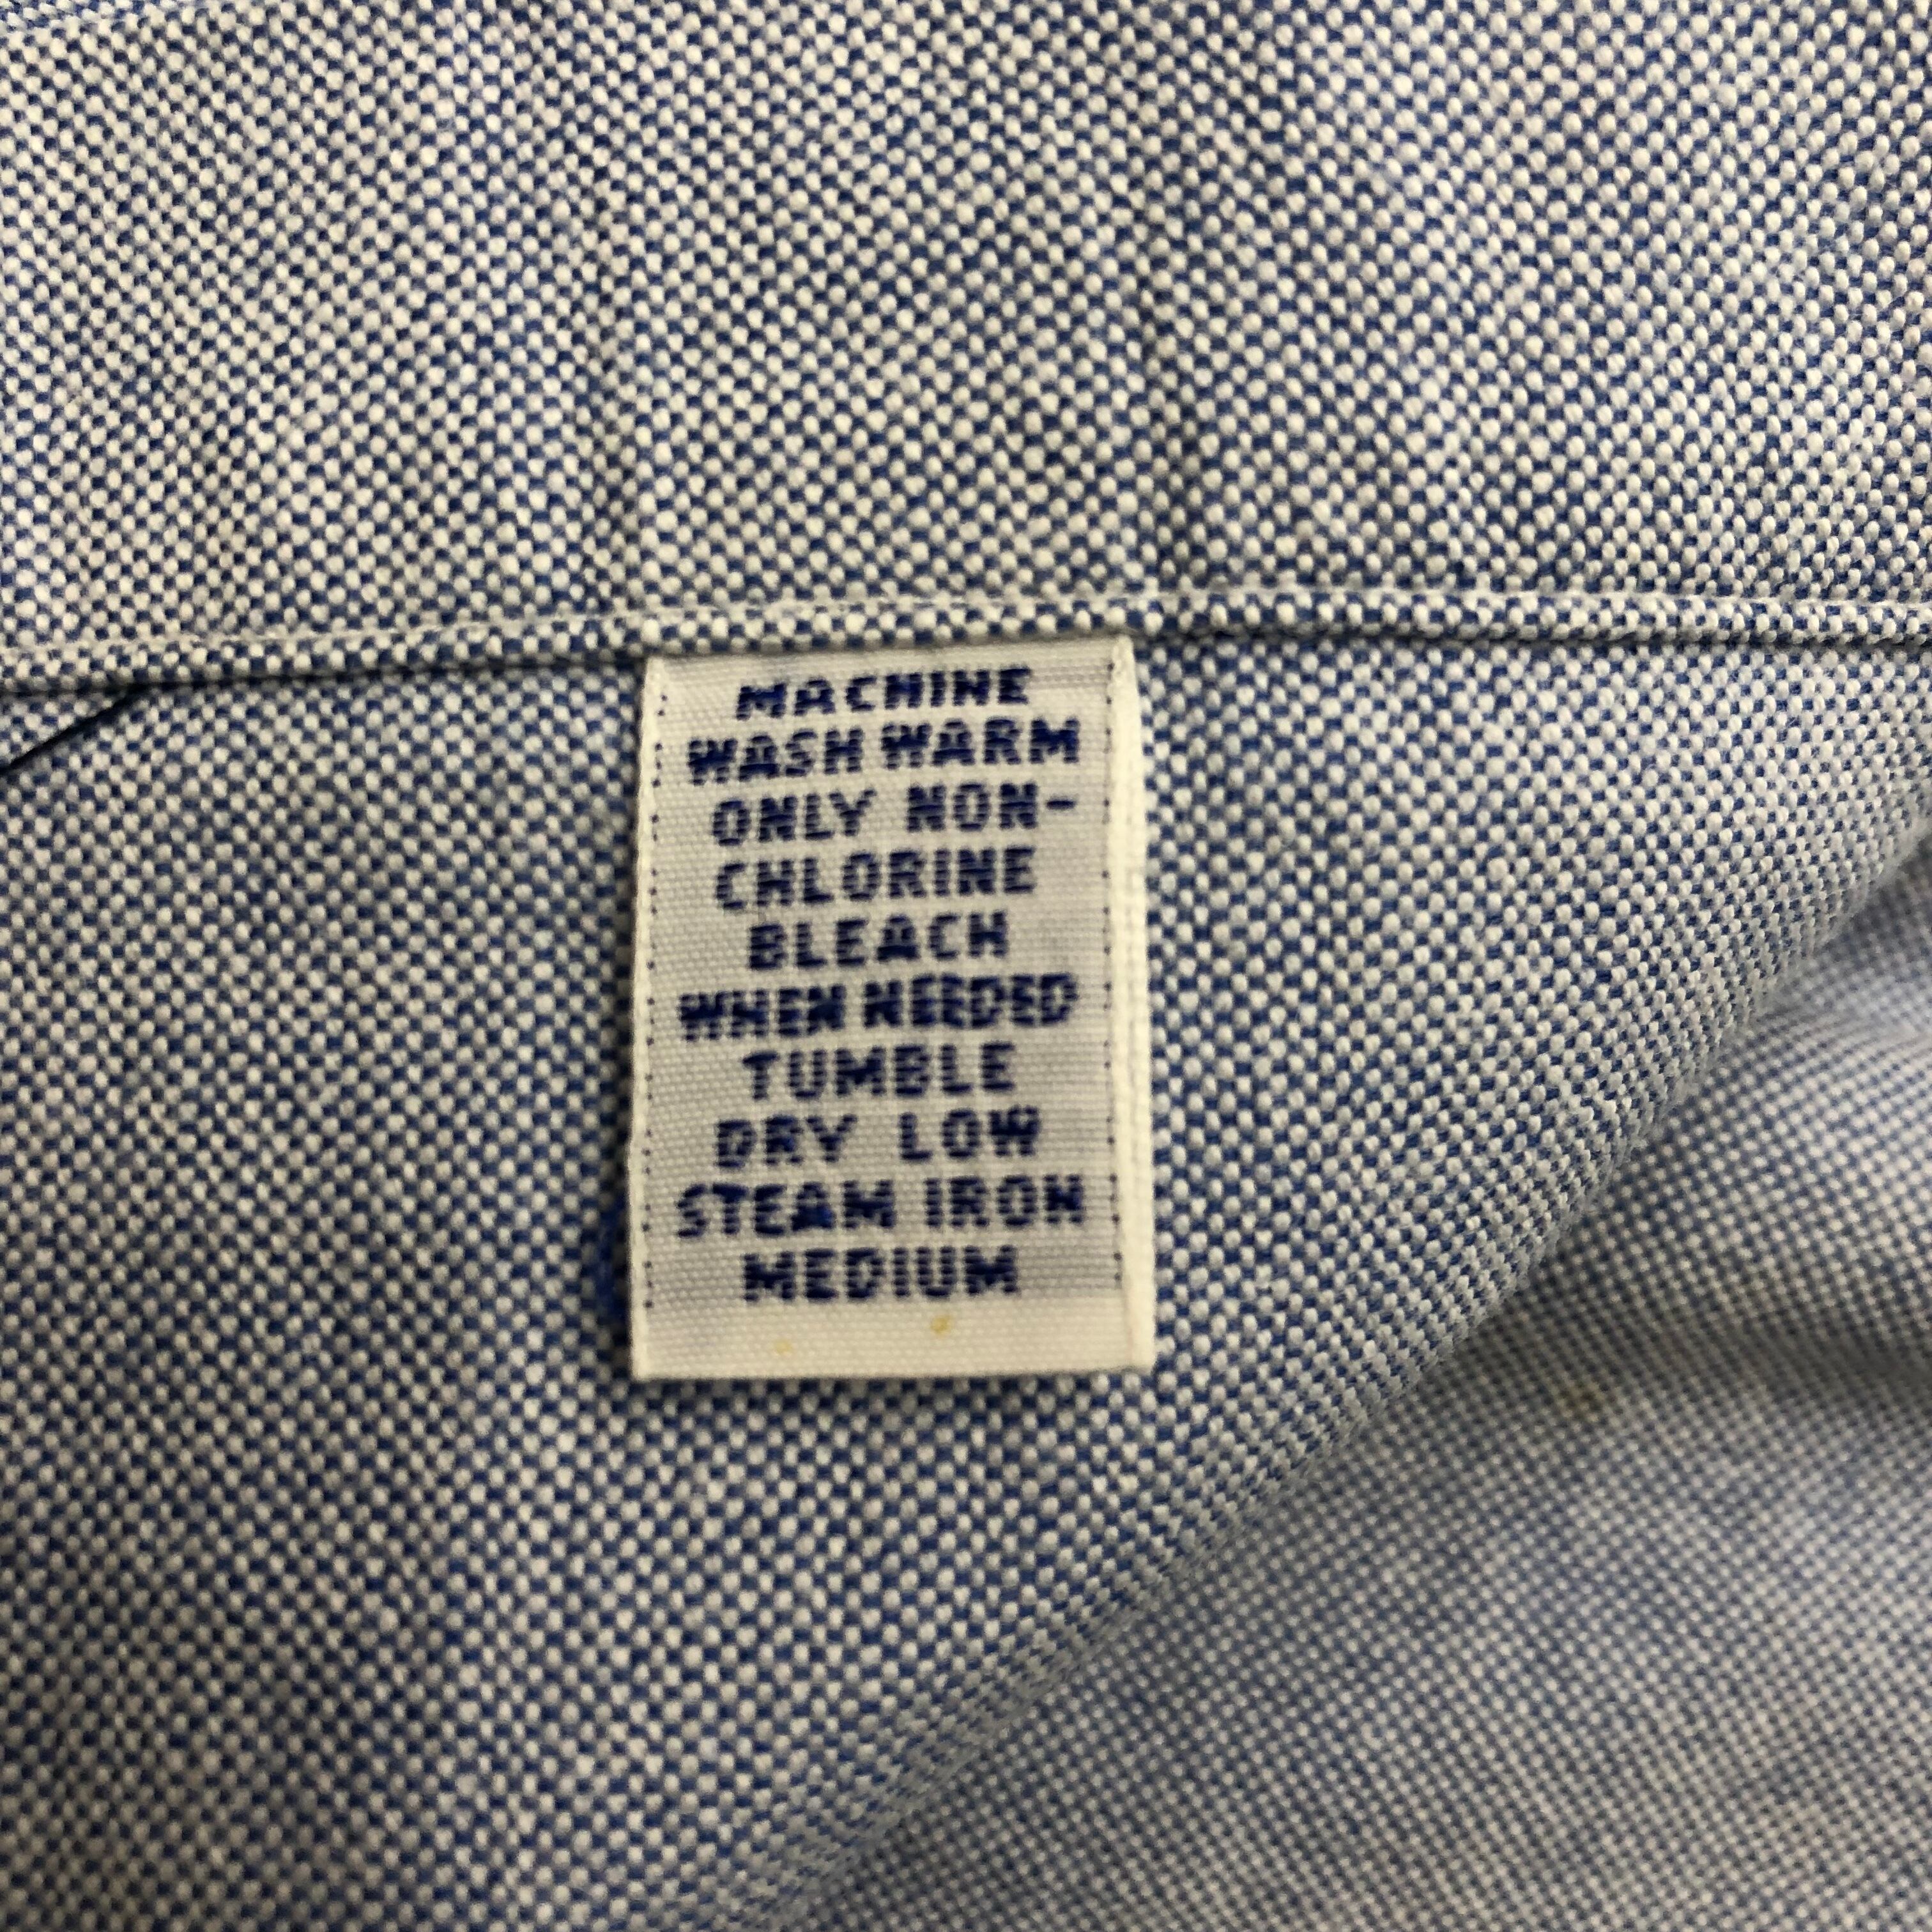 MACHINE
WASH WARM
ONLY NON-
CHLORINE
BLEACH
WHEN NEEDED
TUMBLE
DRY LOW
STEAM IRON
MEDIUM